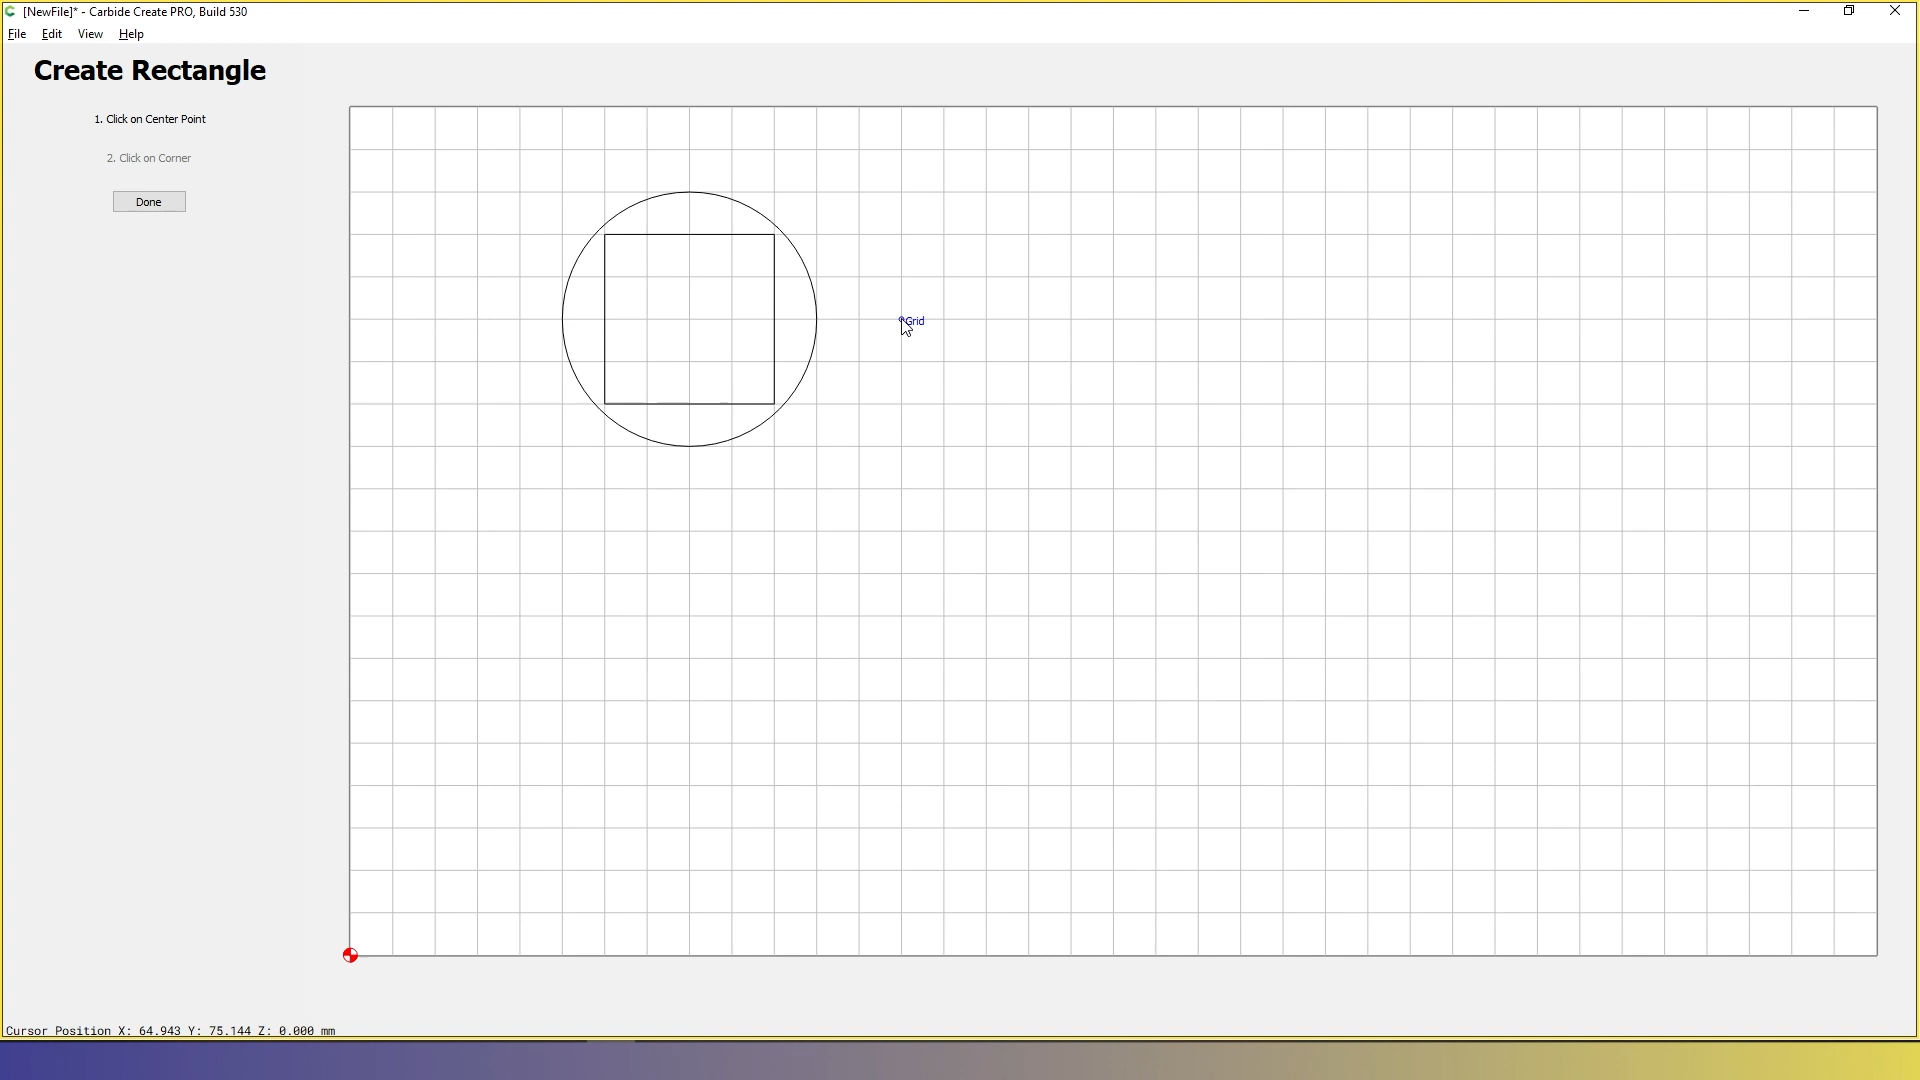 [NewFile]* - Carbide Create PRO, Build 530
File Edit View Help
Create Rectangle
1. Click on Center Point
2. Click on Corner
Done
Grid
Cursor Position X: 64.943 Y: 75.144 Z: 0.000 mm